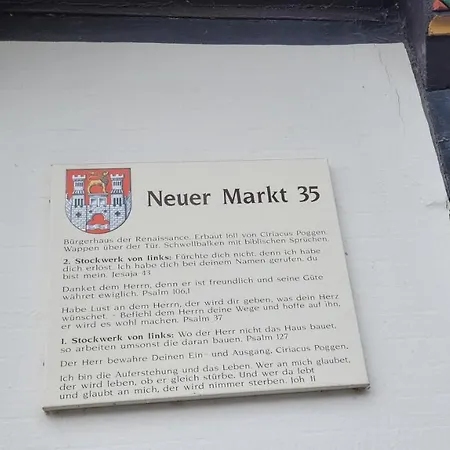 Neuer Markt 35
Bürgerhaus der Renaissance. Erbaut 1611 von Ciriacus Poggen.
Wappen über der Tür. Schwellbalken mit biblischen Sprüchen.
2. Stockwerk von links: Fürchte dich nicht, denn ich habe
dich erlöst. Ich habe dich bei deinem Namen gerufen, du
bist mein. Jesaja 43
Danket dem Herrn, denn er ist freundlich und seine Güte
währet ewiglich. Psalm 106,1
Habe Lust an dem Herrn, der wird dir geben, was dein Herz
wünschet. - Befiehl dem Herrn deine Wege und hoffe auf ihn,
er wird es wohl machen. Psalm 37
1. Stockwerk von links: Wo der Herr nicht das Haus bauet,
so arbeiten umsonst die daran bauen. Psalm 127
Der Herr bewahre Deinen Ein- und Ausgang, Ciriacus Poggen.
Ich bin die Auferstehung und das Leben. Wer an mich glaubet,
der wird leben, ob er gleich stürbe. Und wer da lebt
und glaubt an mich, der wird nimmer sterben. Joh 11